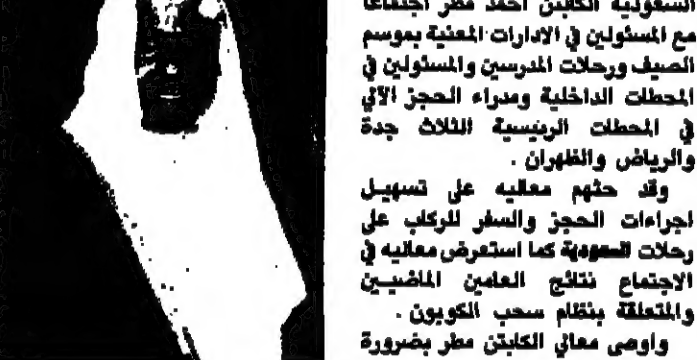 السعودية الكابتن احمد مطر اجتماعا
مع المسئولين في الادارات المعنية بموسم
الصيف ورحلات المدرسين والمسئولين في
المحطات الداخلية ومدراء الحجز الآلي
في المحطات الرئيسية الثلاث جدة
والرياض والظهران .
وقد حثهم معاليه على تسهيل
اجراءات الحجز والسفر للركاب على
رحلات السعودية كما استعرض معاليه في
الاجتماع نتائج العامين الماضيين
والمتعلقة بنظام سحب الكوبون .
واوصى معالي الكابتن مطر بضرورة